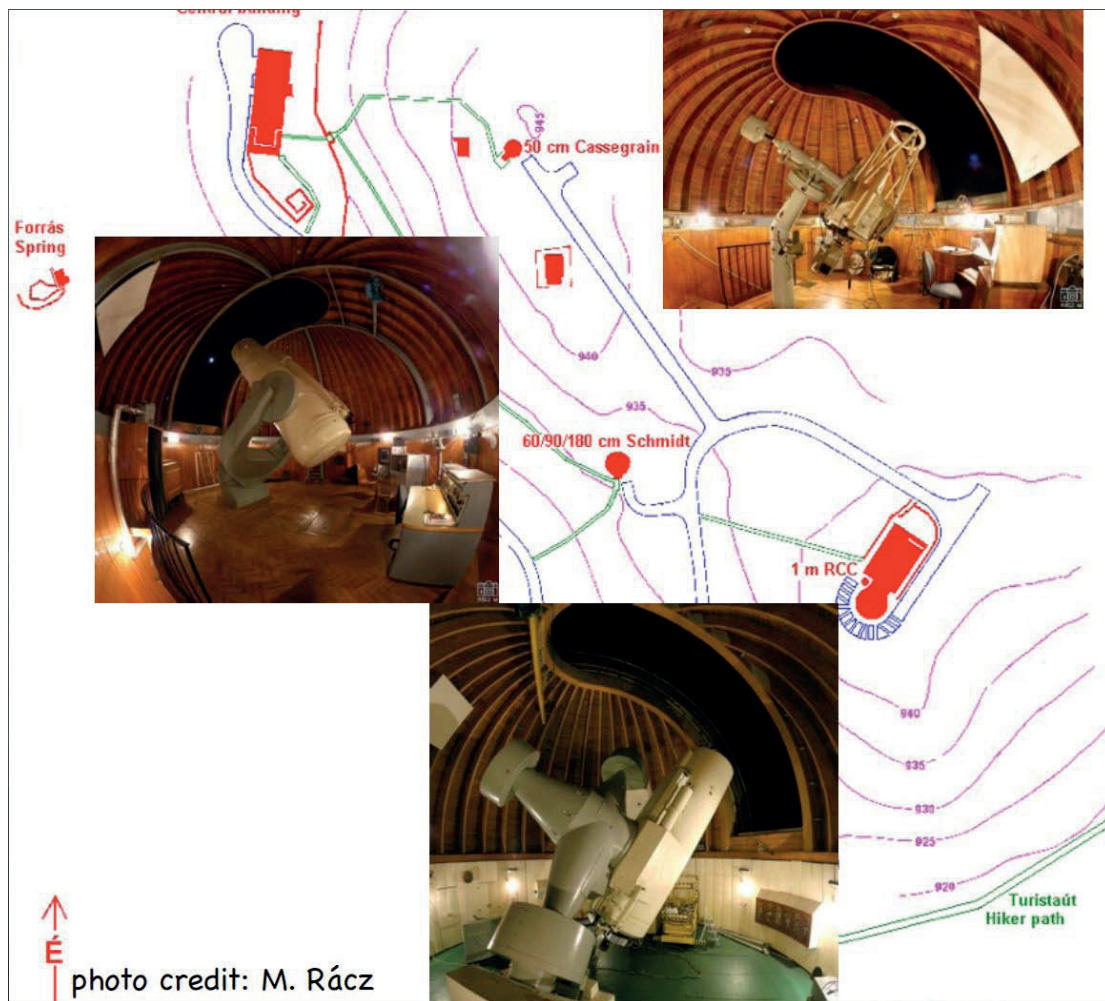 Central building
945
50 cm Cassegrain
Forrás
Spring
940
935
935
60/90/180 cm Schmidt
1 m RCC
940
935
930
925
920
Turistaút
Hiker path
É
photo credit: M. Rácz